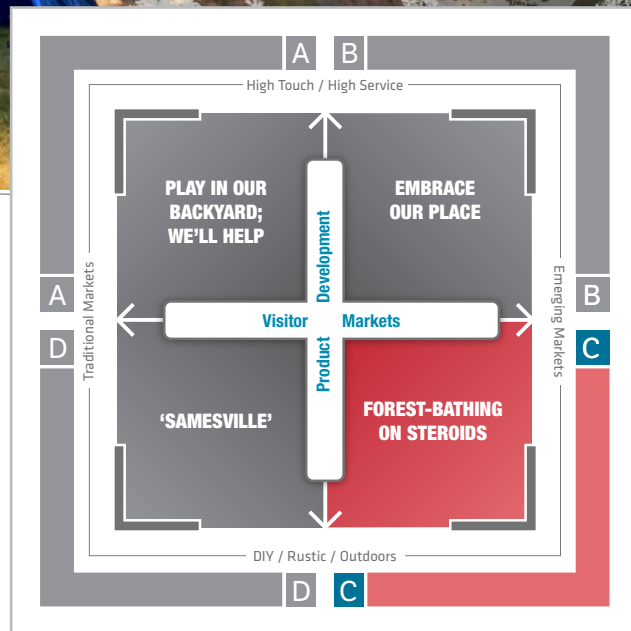 A B
High Touch / High Service
PLAY IN OUR
BACKYARD;
WE'LL HELP
EMBRACE
OUR PLACE
Traditional Markets
Emerging Markets
A
B
Product Development
Visitor Markets
D
C
'SAMESVILLE'
FOREST-BATHING
ON STEROIDS
DIY / Rustic / Outdoors
D C